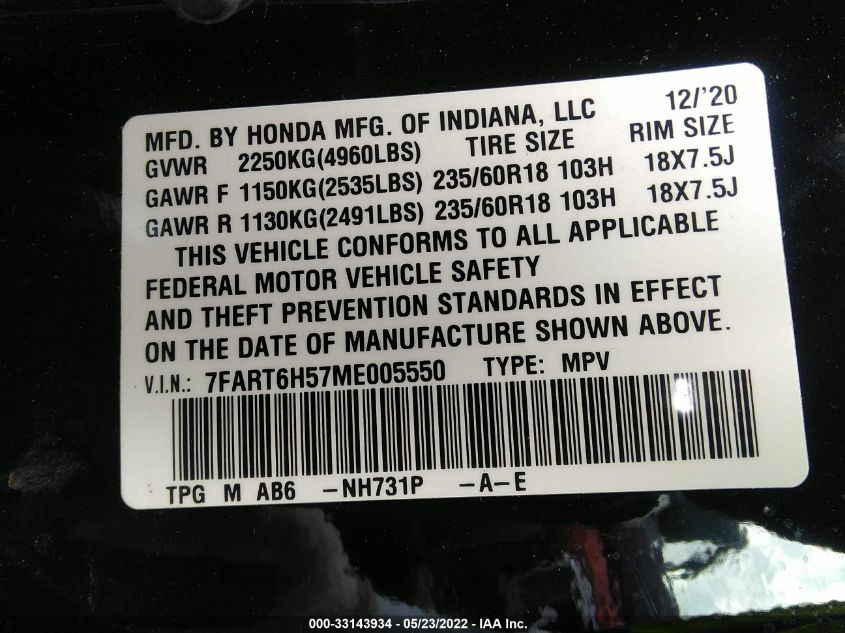 MFD. BY HONDA MFG. OF INDIANA, LLC 12/'20
GVWR 2250KG(4960LBS) TIRE SIZE RIM SIZE
GAWR F 1150KG(2535LBS) 235/60R18 103H 18X7.5J
GAWR R 1130KG(2491LBS) 235/60R18 103H 18X7.5J
THIS VEHICLE CONFORMS TO ALL APPLICABLE
FEDERAL MOTOR VEHICLE SAFETY
AND THEFT PREVENTION STANDARDS IN EFFECT
ON THE DATE OF MANUFACTURE SHOWN ABOVE.
V.I.N.: 7FART6H57ME005550 TYPE: MPV
TPG M AB6 -NH731P -A-E
000-33143934 - 05/23/2022 - IAA Inc.